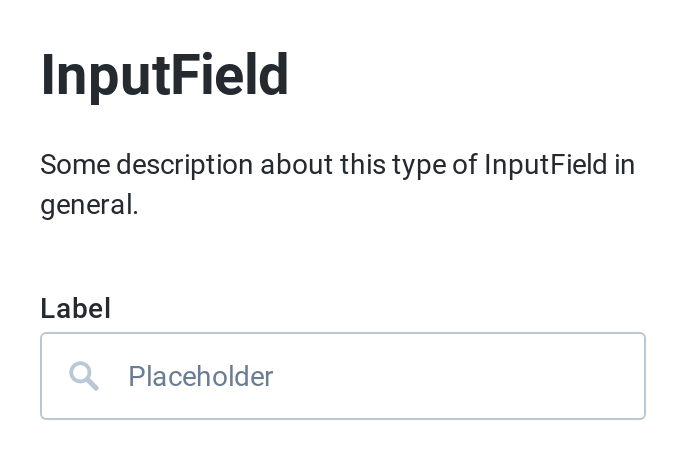 InputField
Some description about this type of InputField in
general.
Label
Placeholder